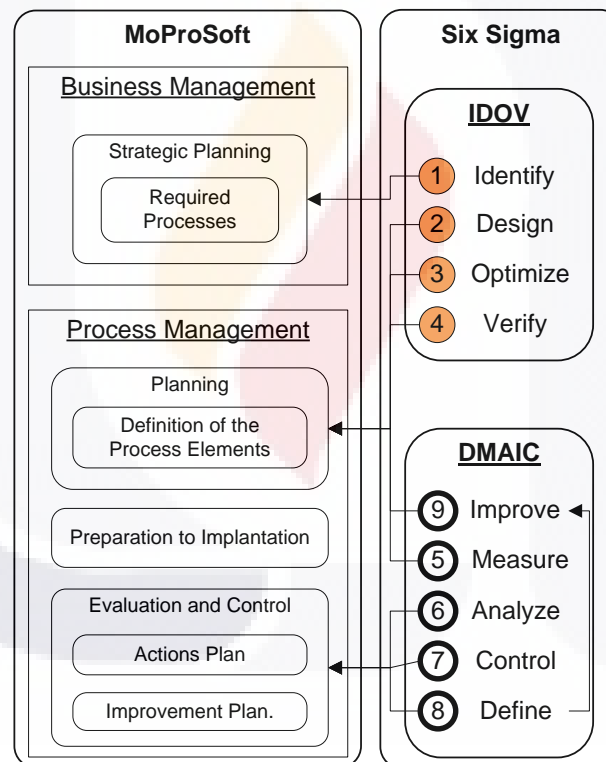 MoProSoft
Business Management
Strategic Planning
Required
Processes
Process Management
Planning
Definition of the
Process Elements
Preparation to Implantation
Evaluation and Control
Actions Plan
Improvement Plan.
Six Sigma
IDOV
1 Identify
2 Design
3 Optimize
4 Verify
DMAIC
9 Improve
5 Measure
6 Analyze
7 Control
8 Define